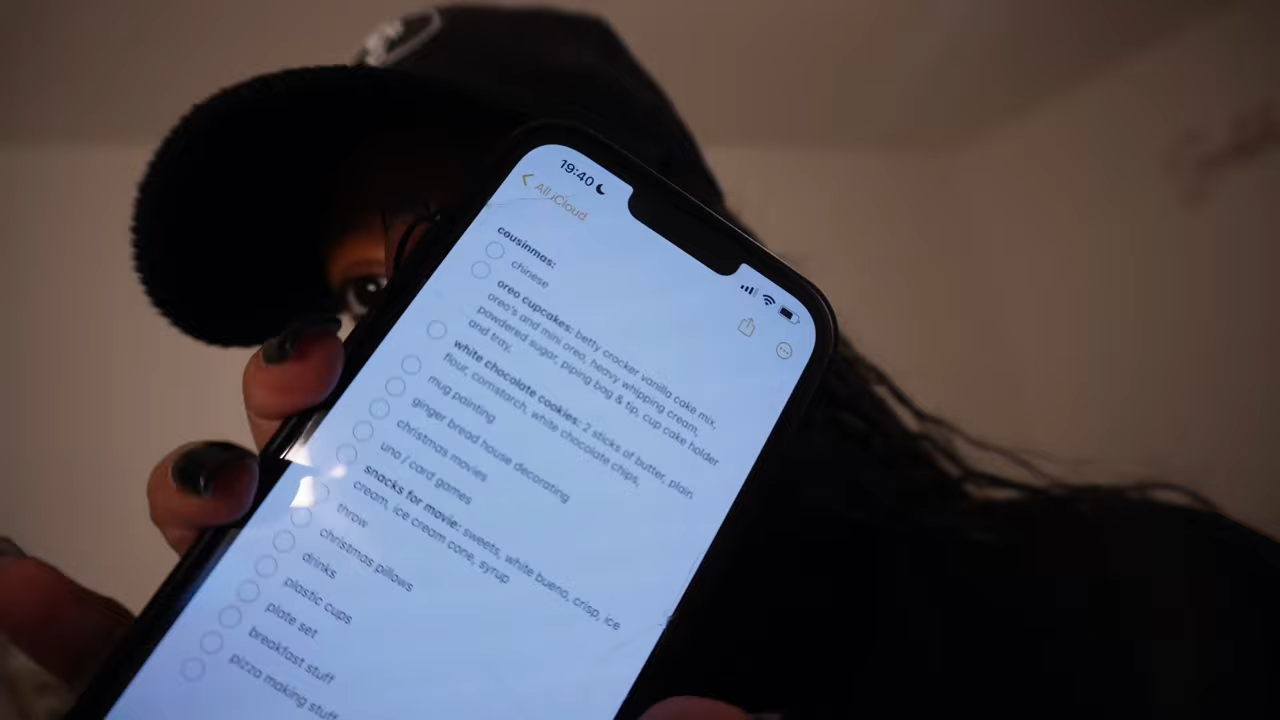 19:40
All iCloud
cousinmas:
chinese
oreo cupcakes: betty crocker vanilla cake mix,
oreo's and mini oreo, heavy whipping cream,
powdered sugar, piping bag & tip, cup cake holder
and tray,
white chocolate cookies: 2 sticks of butter, plain
flour, cornstarch, white chocolate chips,
mug painting
ginger bread house decorating
christmas movies
uno / card games
snacks for movie: sweets, white bueno, crisp, ice
cream, ice cream cone, syrup
throw
christmas pillows
drinks
plastic cups
plate set
breakfast stuff
pizza making stuff